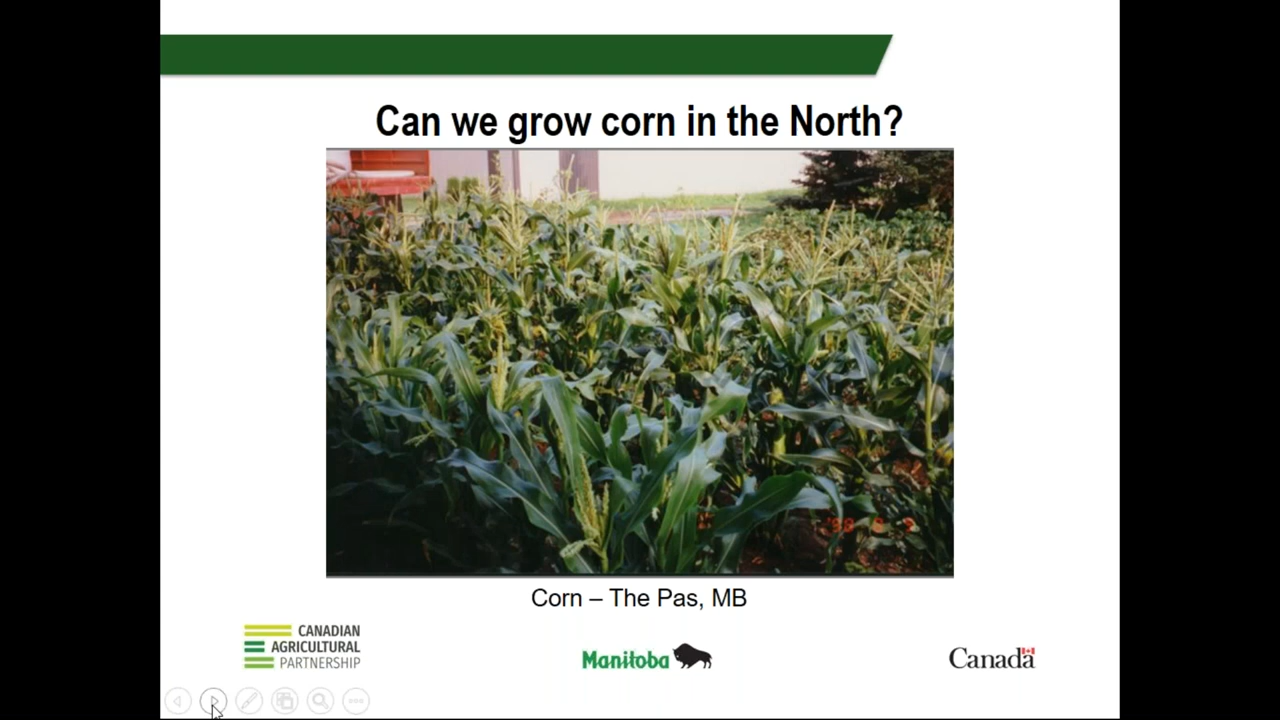 Can we grow corn in the North?
Corn – The Pas, MB
CANADIAN
AGRICULTURAL
PARTNERSHIP
Manitoba
Canada